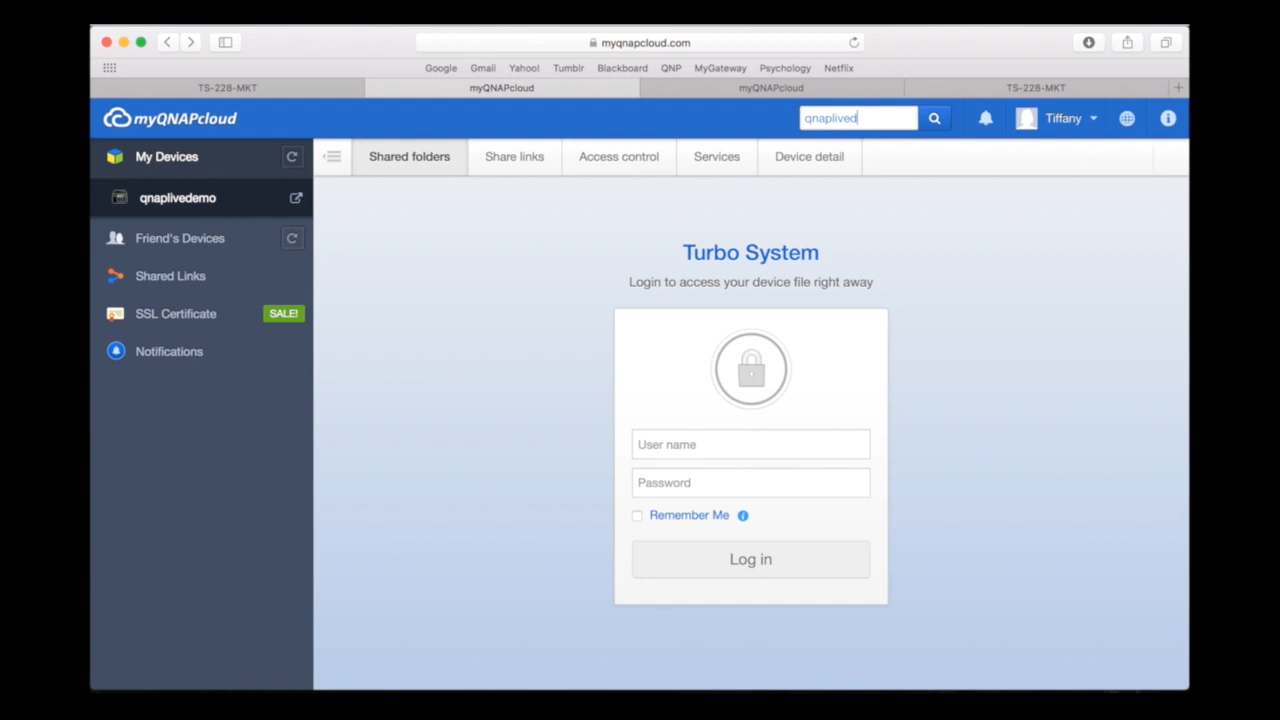 myqnapcloud.com
Google Gmail Yahoo! Tumblr Blackboard QNP MyGateway Psychology Netflix
TS-228-MKT myQNAPcloud myQNAPcloud TS-228-MKT
myQNAPcloud qnaplived Tiffany
My Devices Shared folders Share links Access control Services Device detail
qnaplivedemo
Friend's Devices
Shared Links
SSL Certificate SALE!
Notifications
Turbo System
Login to access your device file right away
User name
Password
Remember Me
Log in